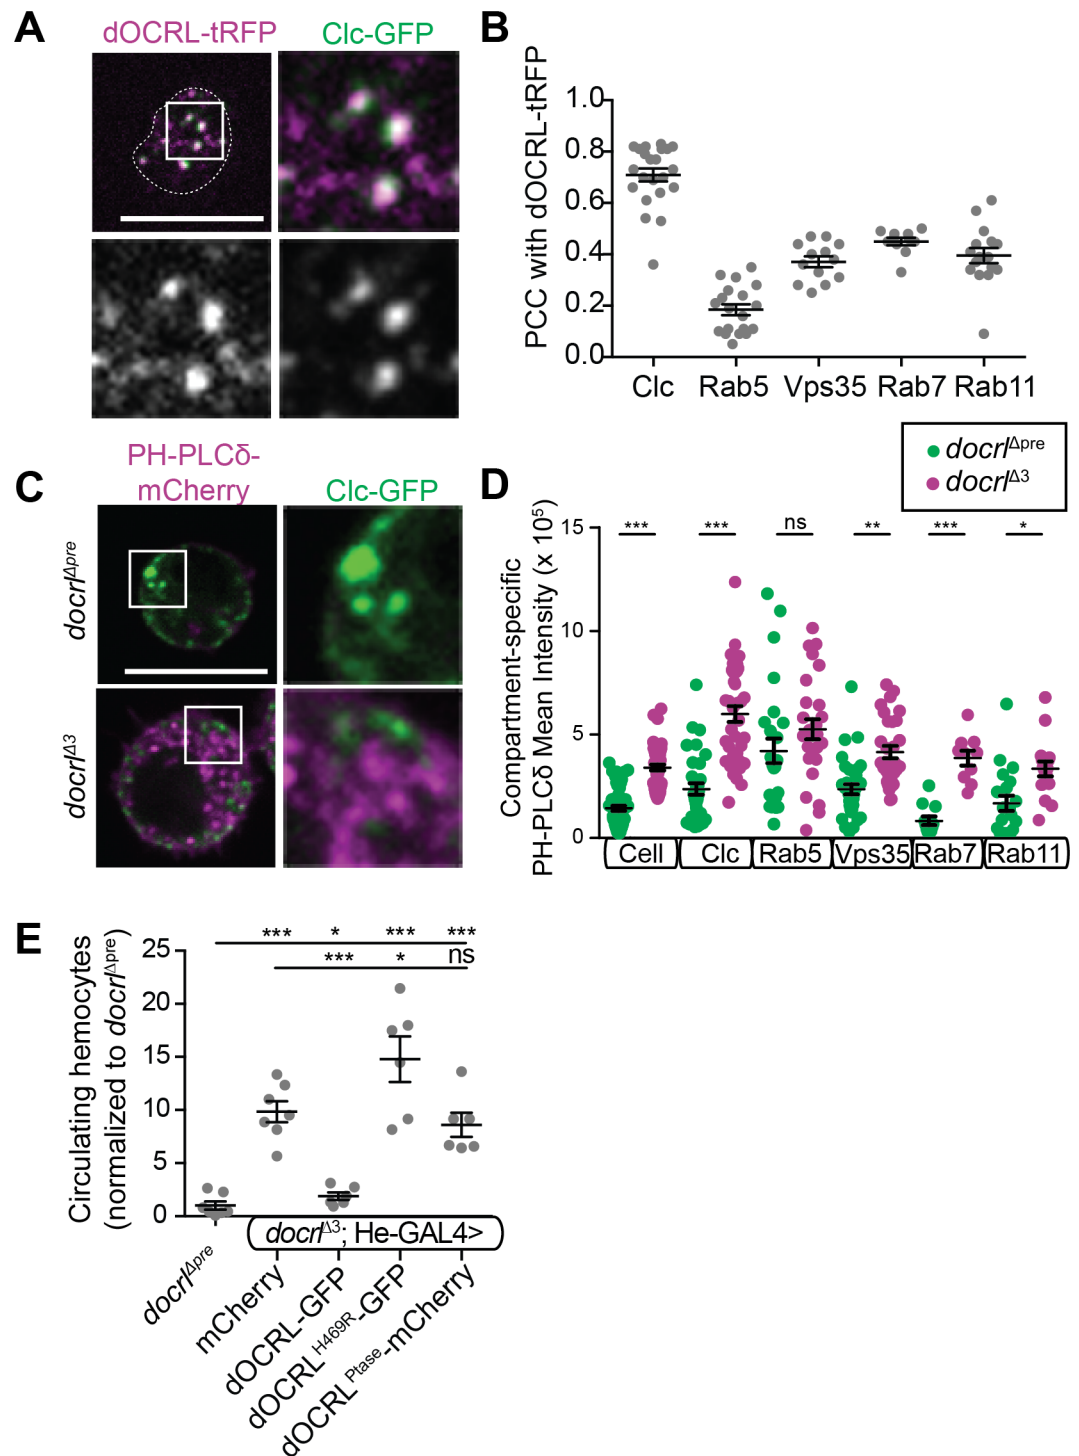 A
dOCRL-tRFP
Clc-GFP
B
PCC with dOCRL-tRFP
1.0
0.8
0.6
0.4
0.2
0.0
Clc Rab5 Vps35 Rab7 Rab11
C
PH-PLCδ-
mCherry
Clc-GFP
docrlΔpre
docrlΔ3
D
docrlΔpre
docrlΔ3
Compartment-specific
PH-PLCδ Mean Intensity (x 10⁵)
15
10
5
0
*** *** ns ** *** *
Cell Clc Rab5 Vps35 Rab7 Rab11
E
Circulating hemocytes
(normalized to docrlΔpre)
25
20
15
10
5
0
*** * *** ***
*** * ns
docrlΔ3; He-GAL4>
docrlΔpre
mCherry
dOCRL-GFP
dOCRLH469R-GFP
dOCRLPtase-mCherry